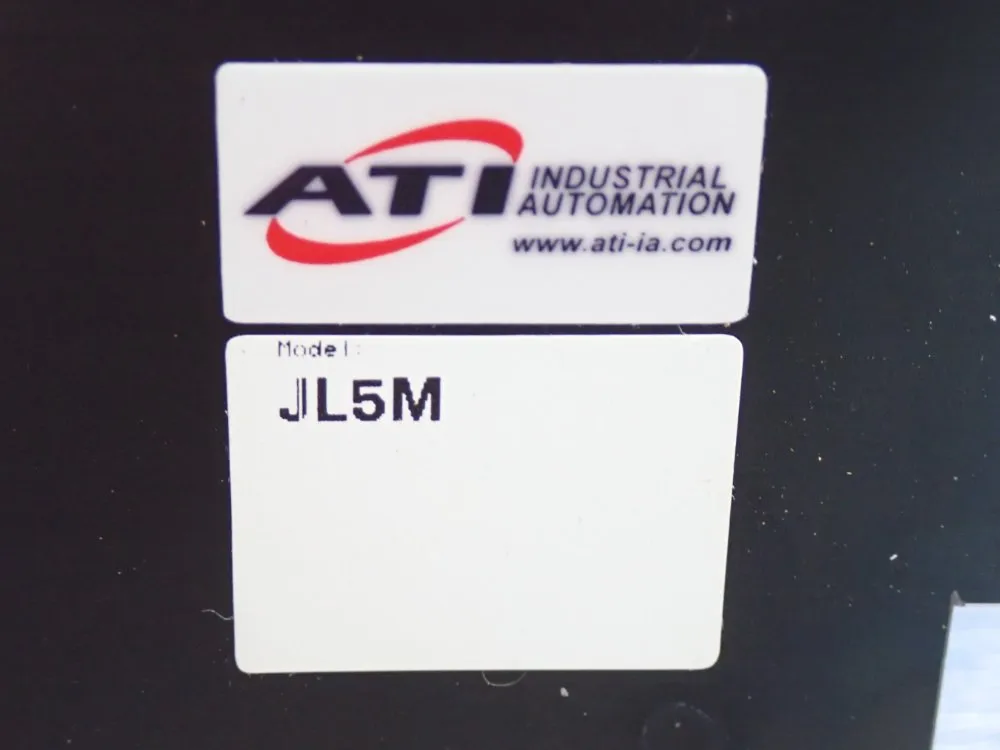 ATI INDUSTRIAL
AUTOMATION
www.ati-ia.com
Model:
JL5M